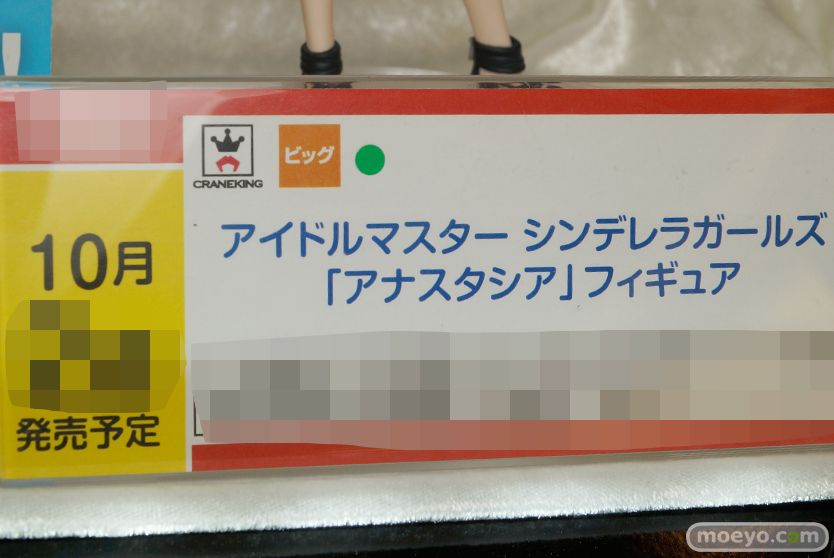 CRANEKING
ビッグ
10月
発売予定
アイドルマスター シンデレラガールズ
「アナスタシア」フィギュア
moeyo.com